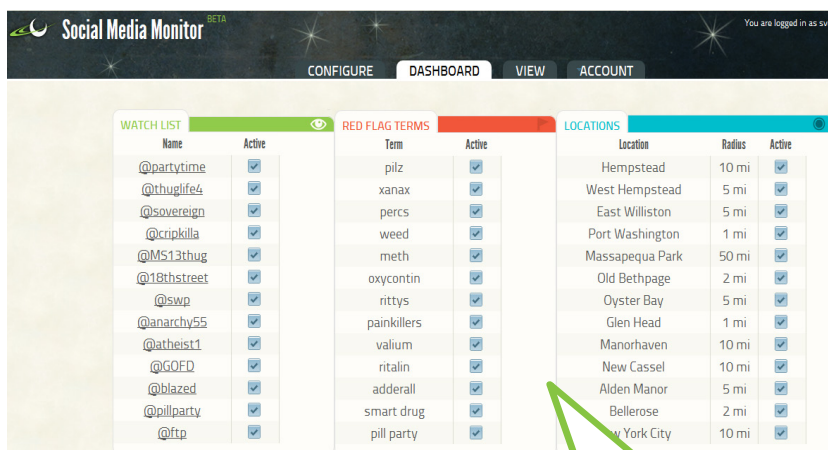 Social Media Monitor BETA
You are logged in as sv
CONFIGURE DASHBOARD VIEW ACCOUNT
WATCH LIST RED FLAG TERMS LOCATIONS
Name Active Term Active Location Radius Active
@partytime pilz Hempstead 10 mi
@thuglife4 xanax West Hempstead 5 mi
@sovereign percs East Williston 5 mi
@cripkilla weed Port Washington 1 mi
@MS13thug meth Massapequa Park 50 mi
@18thstreet oxycontin Old Bethpage 2 mi
@swp rittys Oyster Bay 5 mi
@anarchy55 painkillers Glen Head 1 mi
@atheist1 valium Manorhaven 10 mi
@GOFD ritalin New Cassel 10 mi
@blazed adderall Alden Manor 5 mi
@pillparty smart drug Bellerose 2 mi
@ftp pill party w York City 10 mi